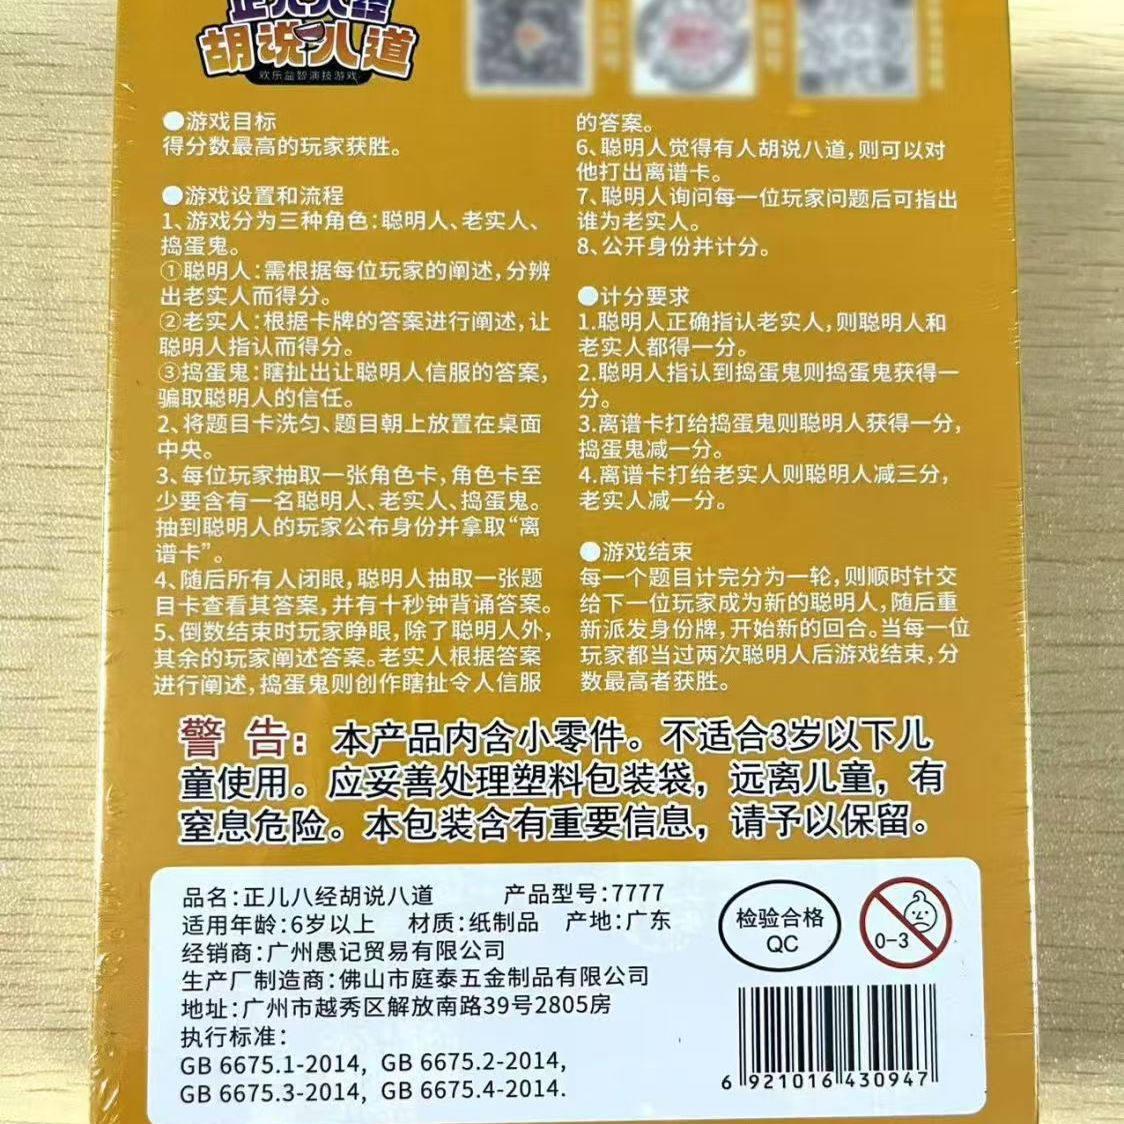 正儿八经
胡说八道
欢乐益智演技游戏
●游戏目标
得分数最高的玩家获胜。
●游戏设置和流程
1、游戏分为三种角色:聪明人、老实人、
捣蛋鬼。
①聪明人:需根据每位玩家的阐述,分辨
出老实人而得分。
②老实人:根据卡牌的答案进行阐述,让
聪明人指认而得分。
③捣蛋鬼:瞎扯出让聪明人信服的答案,
骗取聪明人的信任。
2、将题目卡洗匀、题目朝上放置在桌面
中央。
3、每位玩家抽取一张角色卡,角色卡至
少要含有一名聪明人、老实人、捣蛋鬼。
抽到聪明人的玩家公布身份并拿取“离
谱卡”。
4、随后所有人闭眼,聪明人抽取一张题
目卡查看其答案,并有十秒钟背诵答案。
5、倒数结束时玩家睁眼,除了聪明人外,
其余的玩家阐述答案。老实人根据答案
进行阐述,捣蛋鬼则创作瞎扯令人信服
的答案。
6、聪明人觉得有人胡说八道,则可以对
他打出离谱卡。
7、聪明人询问每一位玩家问题后可指出
谁为老实人。
8、公开身份并计分。
●计分要求
1.聪明人正确指认老实人,则聪明人和
老实人都得一分。
2.聪明人指认到捣蛋鬼则捣蛋鬼获得一
分。
3.离谱卡打给捣蛋鬼则聪明人获得一分,
捣蛋鬼减一分。
4.离谱卡打给老实人则聪明人减三分,
老实人减一分。
●游戏结束
每一个题目计完分为一轮,则顺时针交
给下一位玩家成为新的聪明人,随后重
新派发身份牌,开始新的回合。当每一位
玩家都当过两次聪明人后游戏结束,分
数最高者获胜。
警 告:本产品内含小零件。不适合3岁以下儿
童使用。应妥善处理塑料包装袋,远离儿童,有
窒息危险。本包装含有重要信息,请予以保留。
品名:正儿八经胡说八道 产品型号:7777
适用年龄:6岁以上 材质:纸制品 产地:广东
经销商:广州愚记贸易有限公司
生产厂制造商:佛山市庭泰五金制品有限公司
地址:广州市越秀区解放南路39号2805房
执行标准:
GB 6675.1-2014, GB 6675.2-2014,
GB 6675.3-2014, GB 6675.4-2014.
检验合格
QC
0-3
6 921016 430947